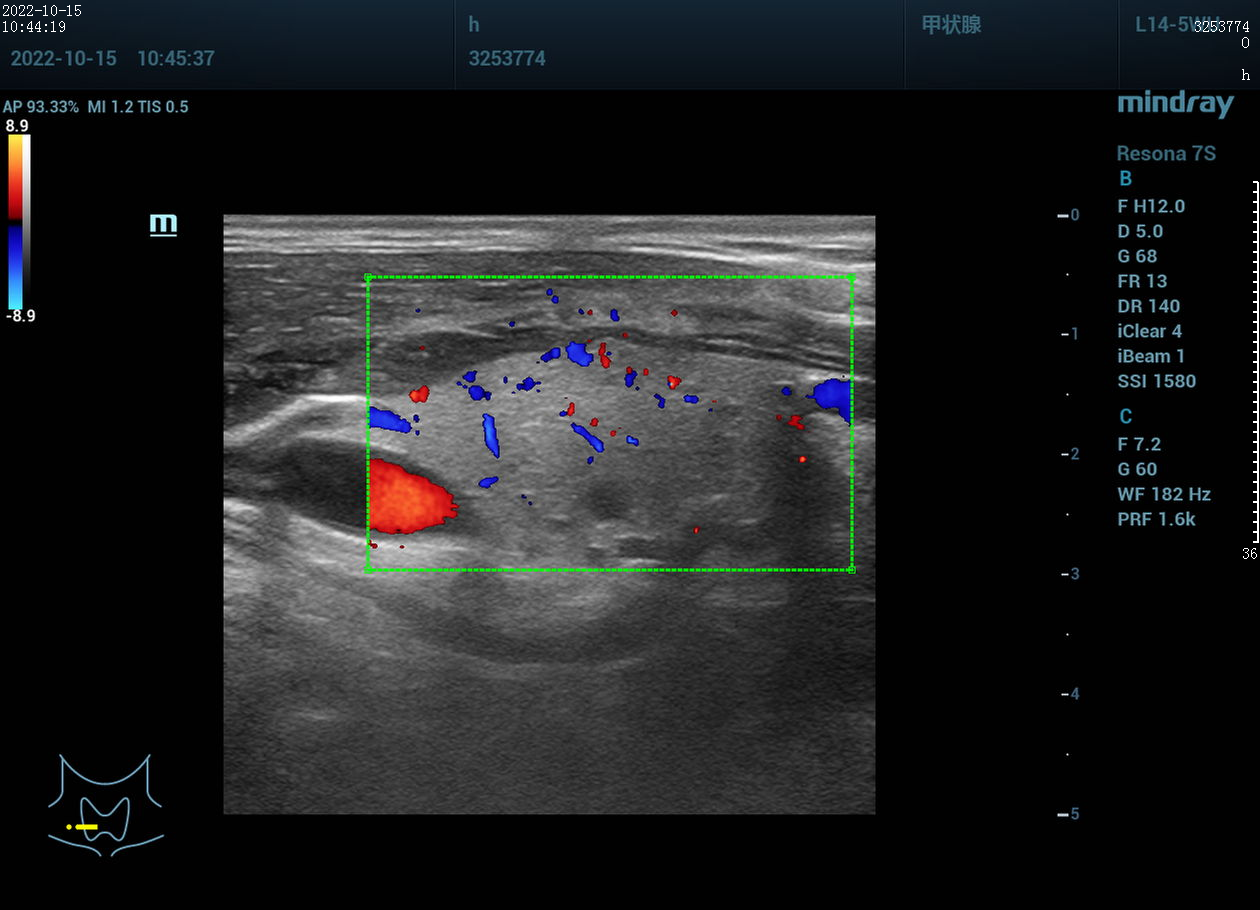 2022-10-15
10:44:19
h
甲状腺
3253774
0
2022-10-15 10:45:37
3253774
h
AP 93.33% MI 1.2 TIS 0.5
mindray
8.9
-8.9
m
Resona 7S
B
F H12.0
D 5.0
G 68
FR 13
DR 140
iClear 4
iBeam 1
SSI 1580
C
F 7.2
G 60
WF 182 Hz
PRF 1.6k
0
1
2
3
4
5
36